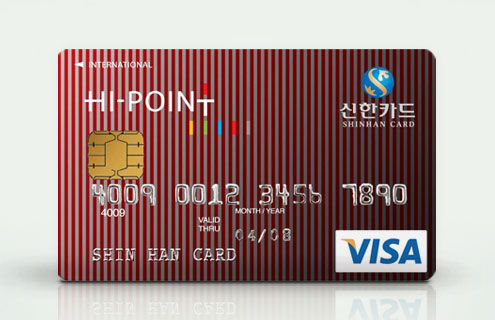 INTERNATIONAL
HI-POINT
신한카드
SHINHAN CARD
4009 0012 3456 7890
4009
MONTH / YEAR
VALID
THRU
04/08
SHIN HAN CARD
VISA